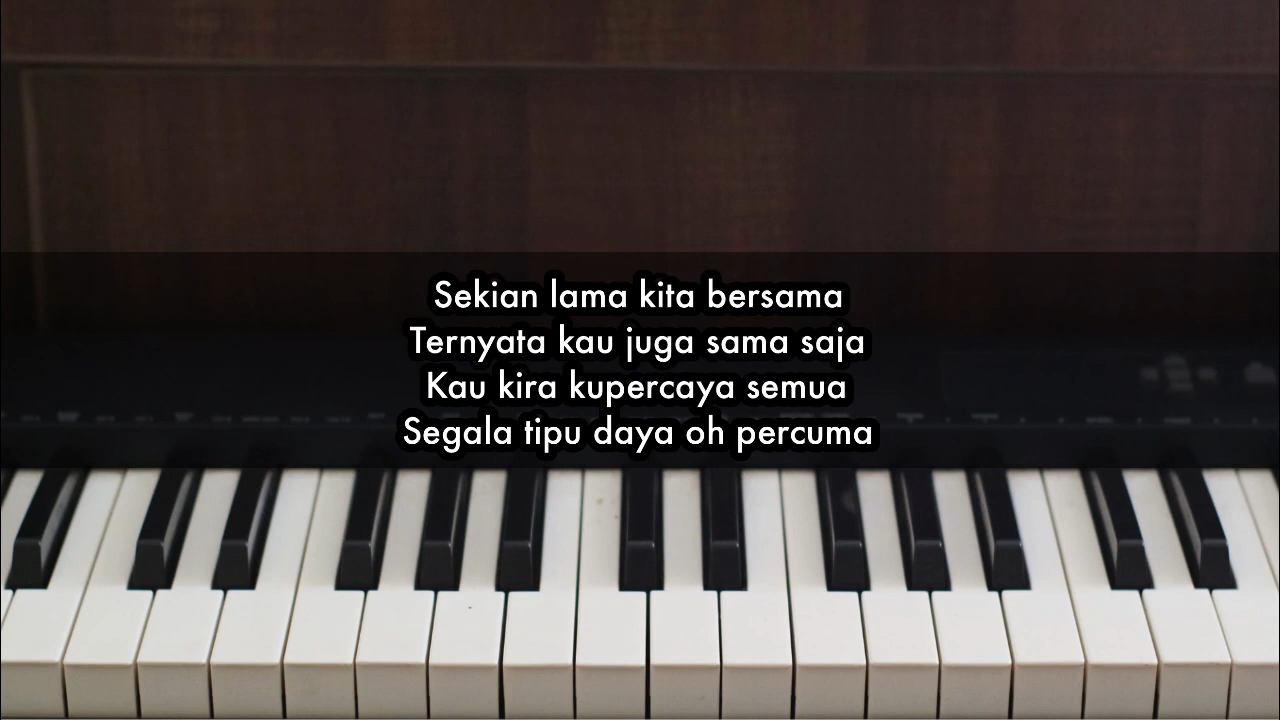 Sekian lama kita bersama
Ternyata kau juga sama saja
Kau kira kupercaya semua
Segala tipu daya oh percuma